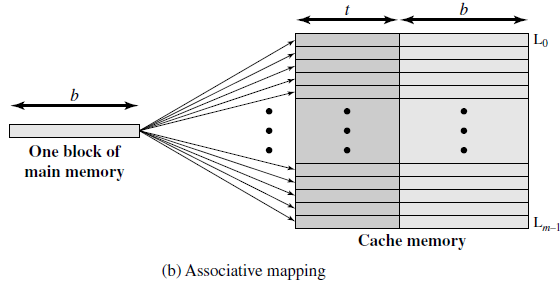 t b
L0
b
One block of
main memory
Lm–1
Cache memory
(b) Associative mapping